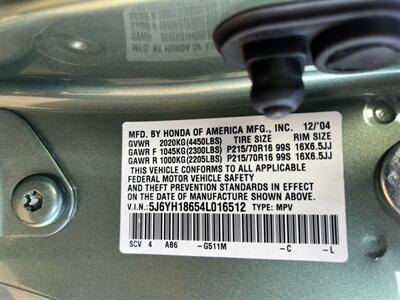 MFD. BY HONDA OF AMERICA MFG., INC. 12/'04
GVWR 2020KG(4450LBS) TIRE SIZE RIM SIZE
GAWR F 1045KG(2300LBS) P215/70R16 99S 16X6.5JJ
GAWR R 1000KG(2205LBS) P215/70R16 99S 16X6.5JJ
THIS VEHICLE CONFORMS TO ALL APPLICABLE
FEDERAL MOTOR VEHICLE SAFETY
AND THEFT PREVENTION STANDARDS IN EFFECT ON
THE DATE OF MANUFACTURE SHOWN ABOVE.
V.I.N.: 5J6YH18654L016512 TYPE: MPV
SCV 4 AB6 -G511M -C -L